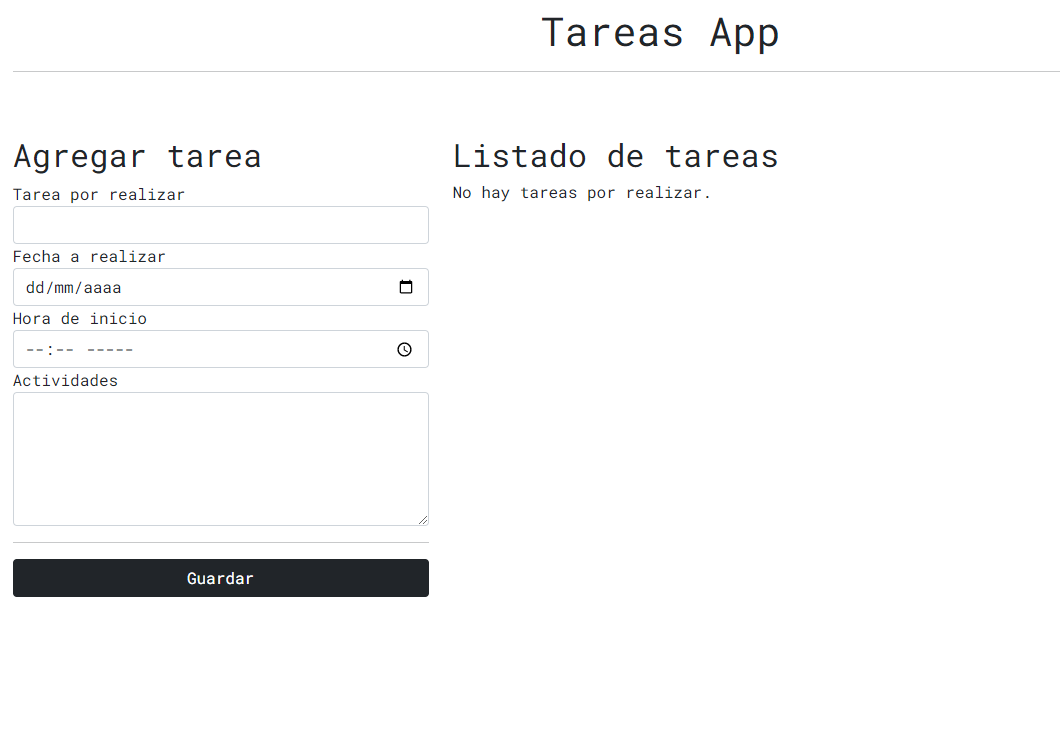 Tareas App
Agregar tarea
Tarea por realizar
Fecha a realizar
dd/mm/aaaa
Hora de inicio
--:-- -----
Actividades
Guardar
Listado de tareas
No hay tareas por realizar.